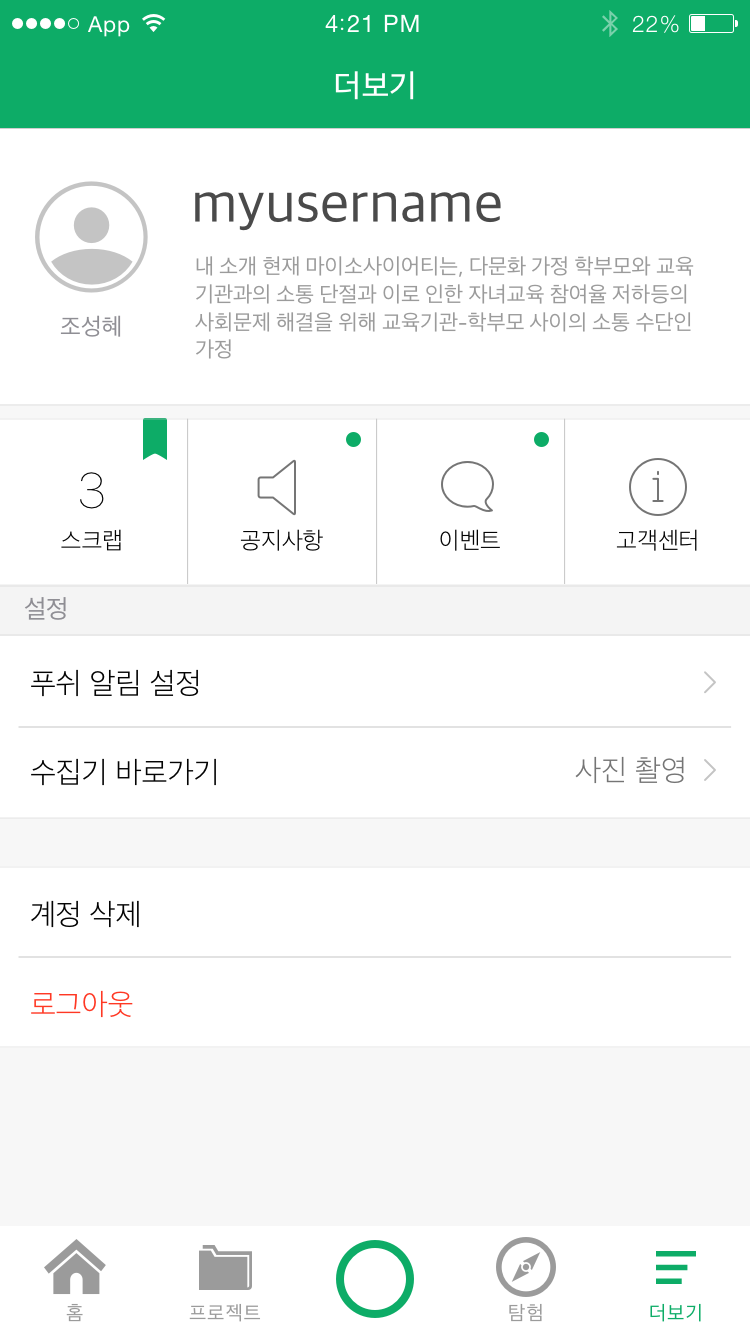 App
4:21 PM
22%
더보기
myusername
내 소개 현재 마이소사이어티는, 다문화 가정 학부모와 교육
기관과의 소통 단절과 이로 인한 자녀교육 참여율 저하등의
사회문제 해결을 위해 교육기관-학부모 사이의 소통 수단인
가정
조성혜
3
스크랩
공지사항
이벤트
고객센터
설정
푸쉬 알림 설정
수집기 바로가기
사진 촬영
계정 삭제
로그아웃
홈
프로젝트
탐험
더보기